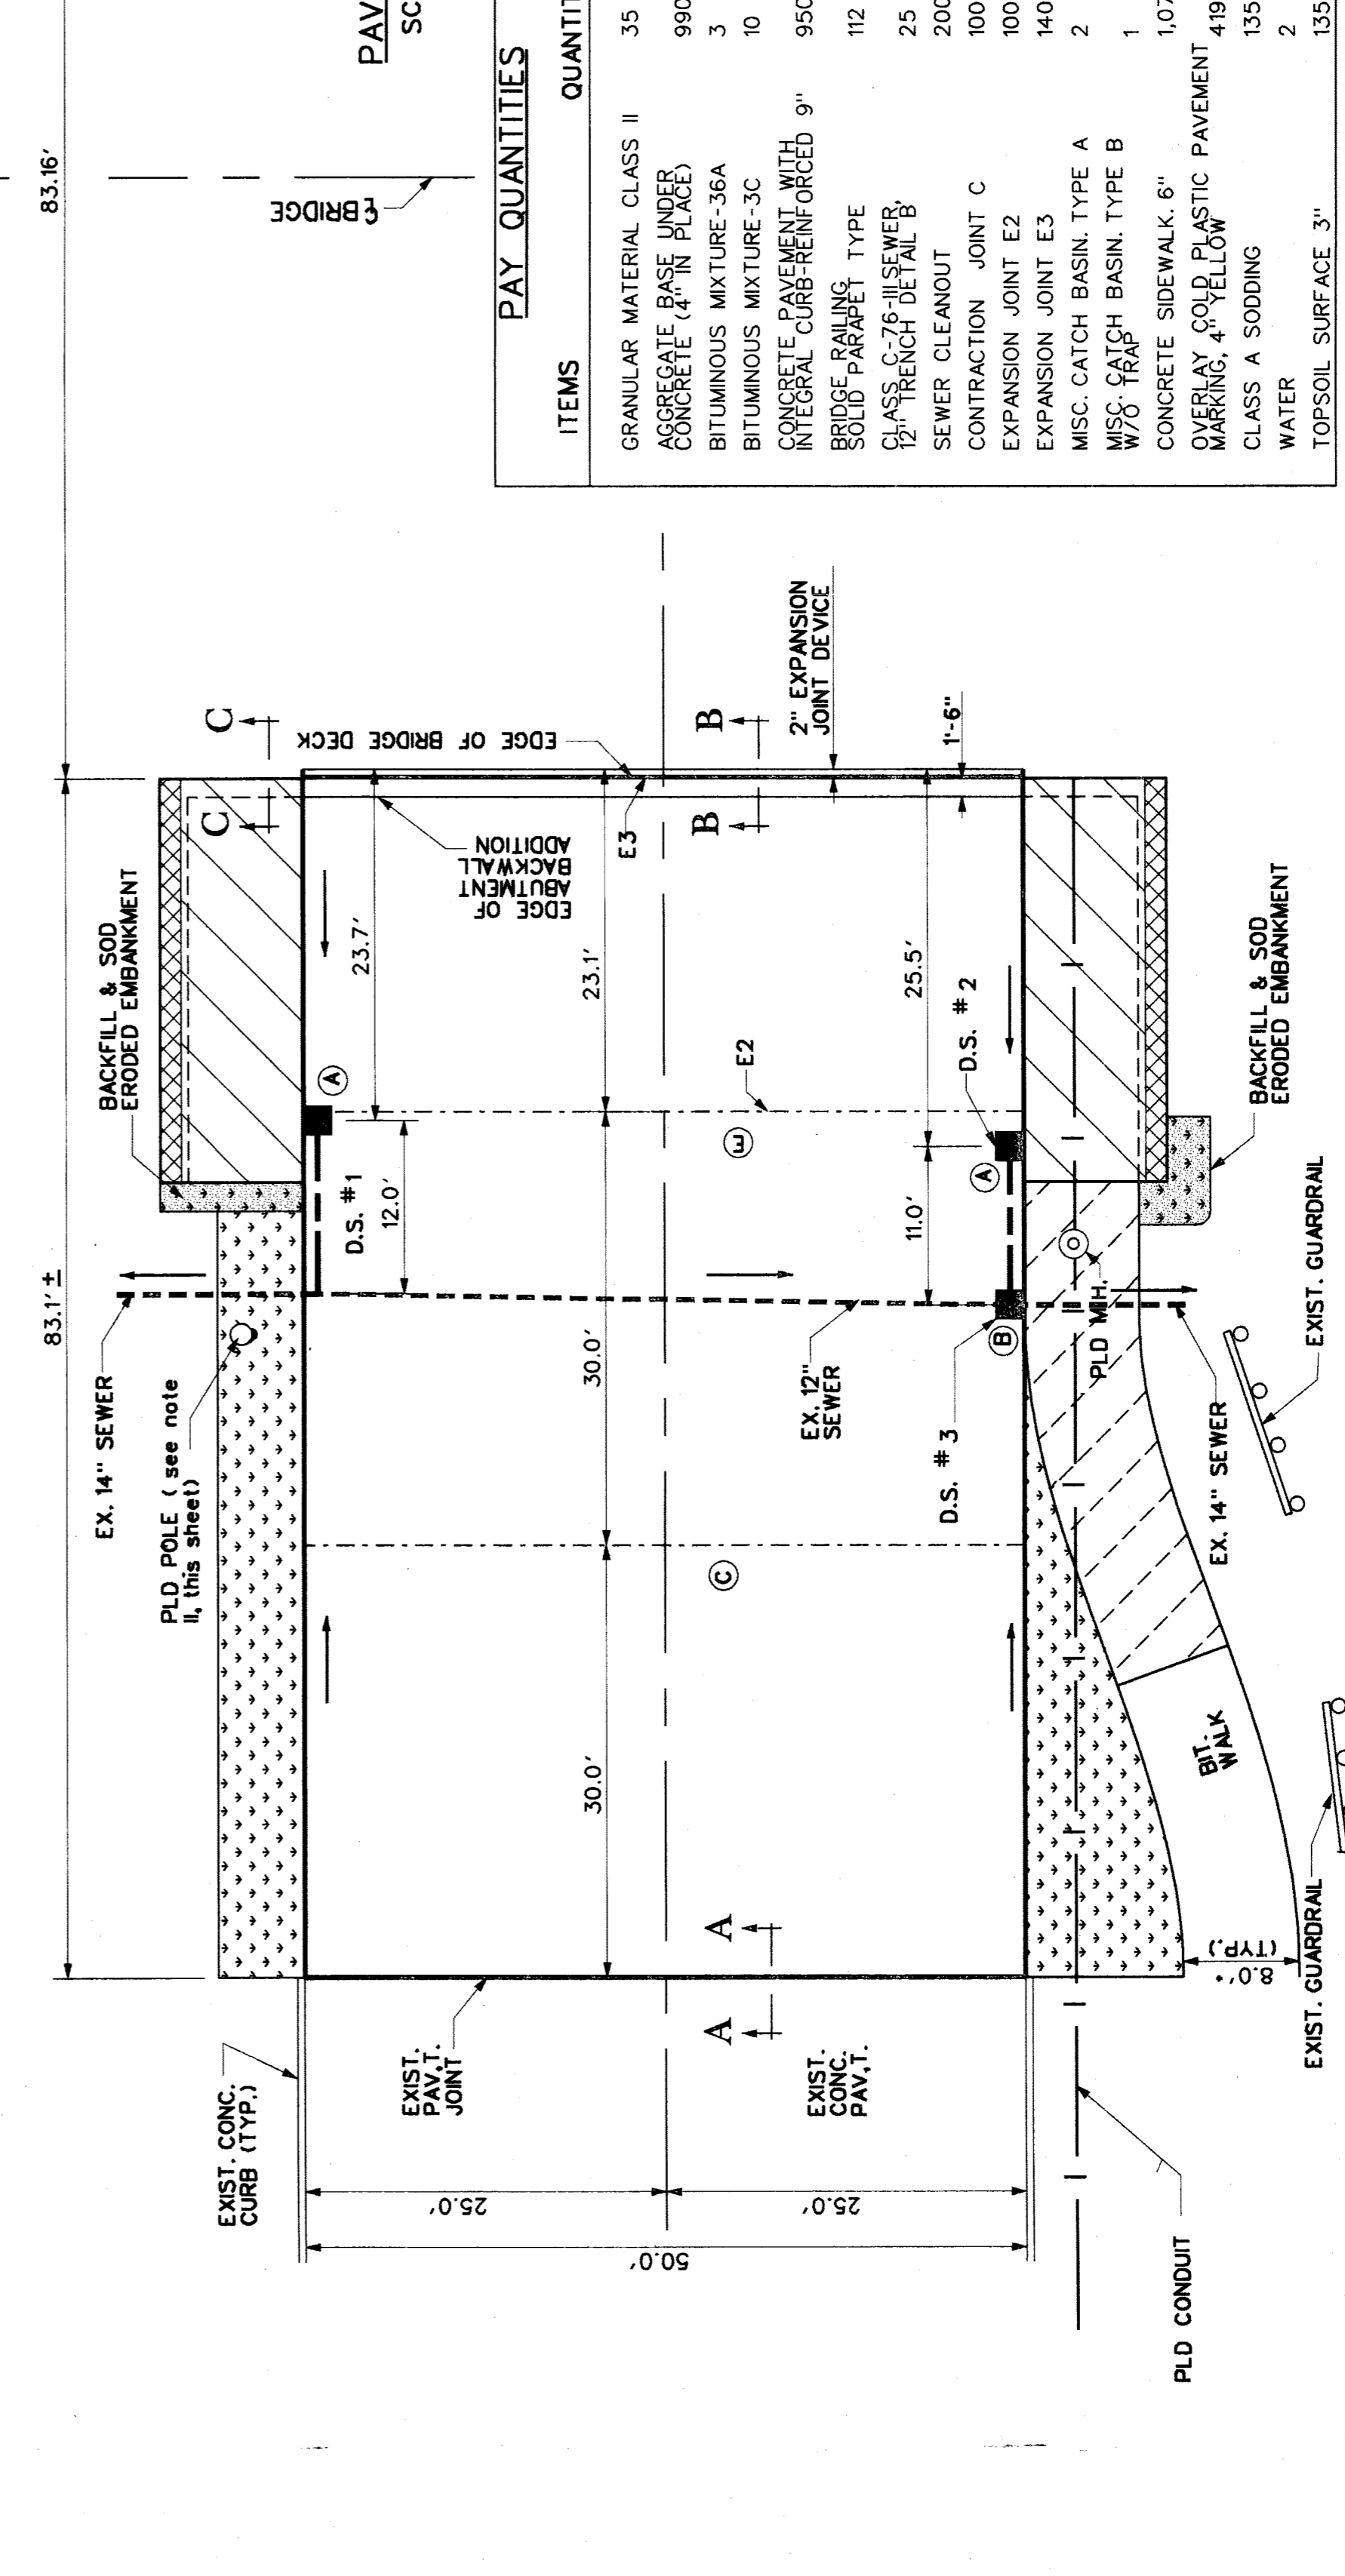 83.16'
PAV
SC
₵ BRIDGE
83.1' ±
BACKFILL & SOD
ERODED EMBANKMENT
EX. 14" SEWER
PLD POLE ( see note
11, this sheet)
EXIST. CONC.
CURB (TYP.)
C
C
EDGE OF BRIDGE DECK
EDGE OF
ABUTMENT
BACKWALL
ADDITION
23.7'
A
D.S. #1
12.0'
EXIST.
PAV,T.
JOINT
25.0'
25.0'
50.0'
E3
23.1'
30.0'
30.0'
B
B
E2
E
C
A
A
2" EXPANSION
JOINT DEVICE
EX. 12"
SEWER
EXIST.
CONC.
PAV,T.
1'-6"
25.5'
D.S. #2
11.0'
A
D.S. #3
B
PLD M.H.
PLD CONDUIT
BIT.
WALK
8.0'
(TYP.)
EX. 14" SEWER
BACKFILL & SOD
ERODED EMBANKMENT
EXIST. GUARDRAIL
EXIST. GUARDRAIL
PAY QUANTITIES
ITEMS QUANTIT
GRANULAR MATERIAL CLASS II 35
AGGREGATE BASE UNDER
CONCRETE (4" IN PLACE) 990
BITUMINOUS MIXTURE-36A 3
BITUMINOUS MIXTURE-3C 10
CONCRETE PAVEMENT WITH
INTEGRAL CURB-REINFORCED 9" 950
BRIDGE RAILING
SOLID PARAPET TYPE 112
CLASS C-76-III SEWER,
12" TRENCH DETAIL B 25
SEWER CLEANOUT 200
CONTRACTION JOINT C 100
EXPANSION JOINT E2 100
EXPANSION JOINT E3 140
MISC. CATCH BASIN. TYPE A 2
MISC. CATCH BASIN. TYPE B
W/O TRAP 1
CONCRETE SIDEWALK. 6" 1,07
OVERLAY COLD PLASTIC PAVEMENT
MARKING, 4" YELLOW 419
CLASS A SODDING 135
WATER 2
TOPSOIL SURFACE 3" 135